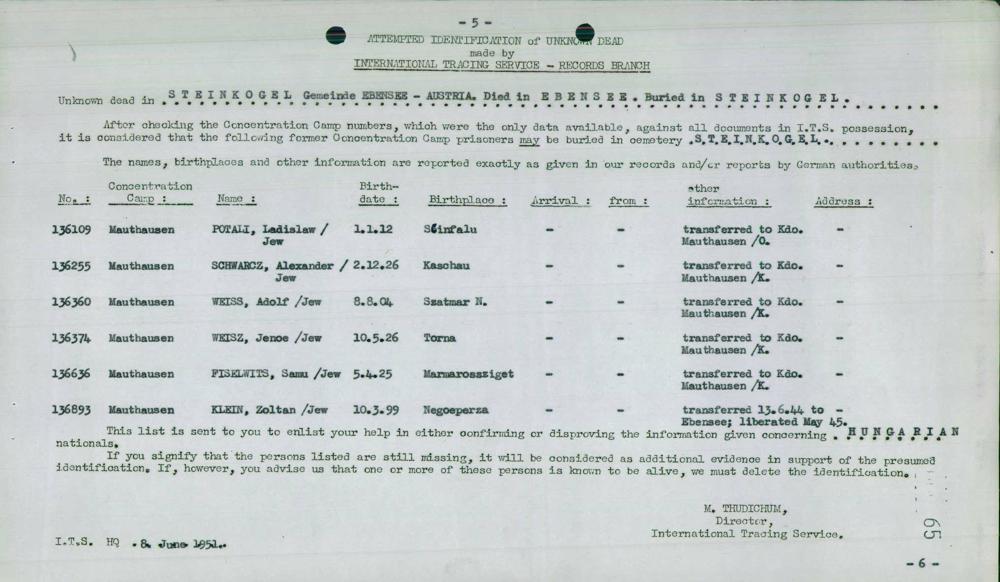 - 5 -
ATTEMPTED IDENTIFICATION of UNKNOWN DEAD
made by
INTERNATIONAL TRACING SERVICE - RECORDS BRANCH
Unknown dead in STEINKOGEL Gemeinde EBENSEE - AUSTRIA. Died in EBENSEE. Buried in STEINKOGEL.
After checking the Concentration Camp numbers, which were the only data available, against all documents in I.T.S. possession,
it is considered that the following former Concentration Camp prisoners may be buried in cemetery .S.T.E.I.N.K.O.G.E.L.
The names, birthplaces and other information are reported exactly as given in our records and/or reports by German authorities.
No. : Concentration Camp : Name : Birth-date : Birthplace : Arrival : from : other information : Address :
136109 Mauthausen POTALI, Ladislaw / 1.1.12 - - transferred to Kdo. -
Jew Mauthausen /O.
136255 Mauthausen SCHWARCZ, Alexander / 2.12.26 Kaschau - - transferred to Kdo. -
Jew Mauthausen /K.
136360 Mauthausen WEISS, Adolf /Jew 8.8.04 Szatmar N. - - transferred to Kdo. -
Mauthausen /K.
136374 Mauthausen WEISZ, Jenoe /Jew 10.5.26 Torna - - transferred to Kdo. -
Mauthausen /K.
136636 Mauthausen FISELWITS, Samu /Jew 5.4.25 Marmarossziget - - transferred to Kdo. -
Mauthausen /K.
136893 Mauthausen KLEIN, Zoltan /Jew 10.3.99 Negoeperza - - transferred 13.6.44 to -
Ebensee; liberated May 45.
This list is sent to you to enlist your help in either confirming or disproving the information given concerning . HUNGARIAN
nationals.
If you signify that the persons listed are still missing, it will be considered as additional evidence in support of the presumed
identification. If, however, you advise us that one or more of these persons is known to be alive, we must delete the identification.
M. THUDICHUM,
Director,
International Tracing Service.
I.T.S. HQ . 8. June 1951.
65
- 6 -